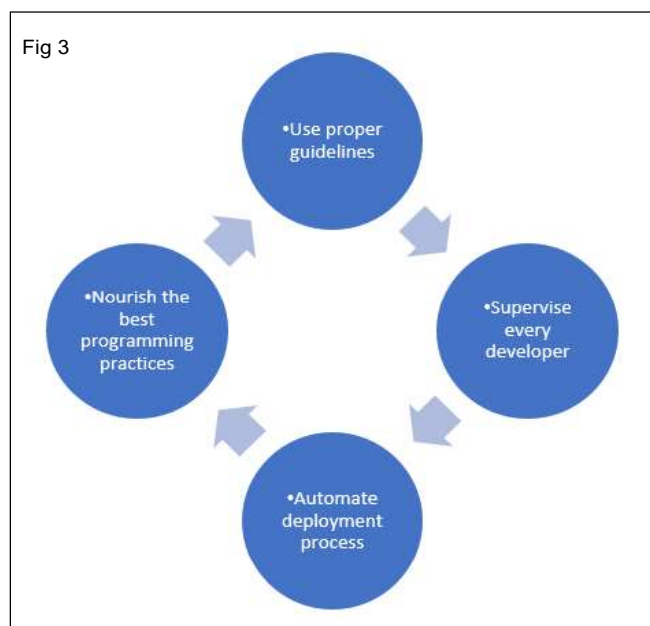 Fig 3
•Use proper
guidelines
•Supervise
every
developer
•Automate
deployment
process
•Nourish the
best
programming
practices